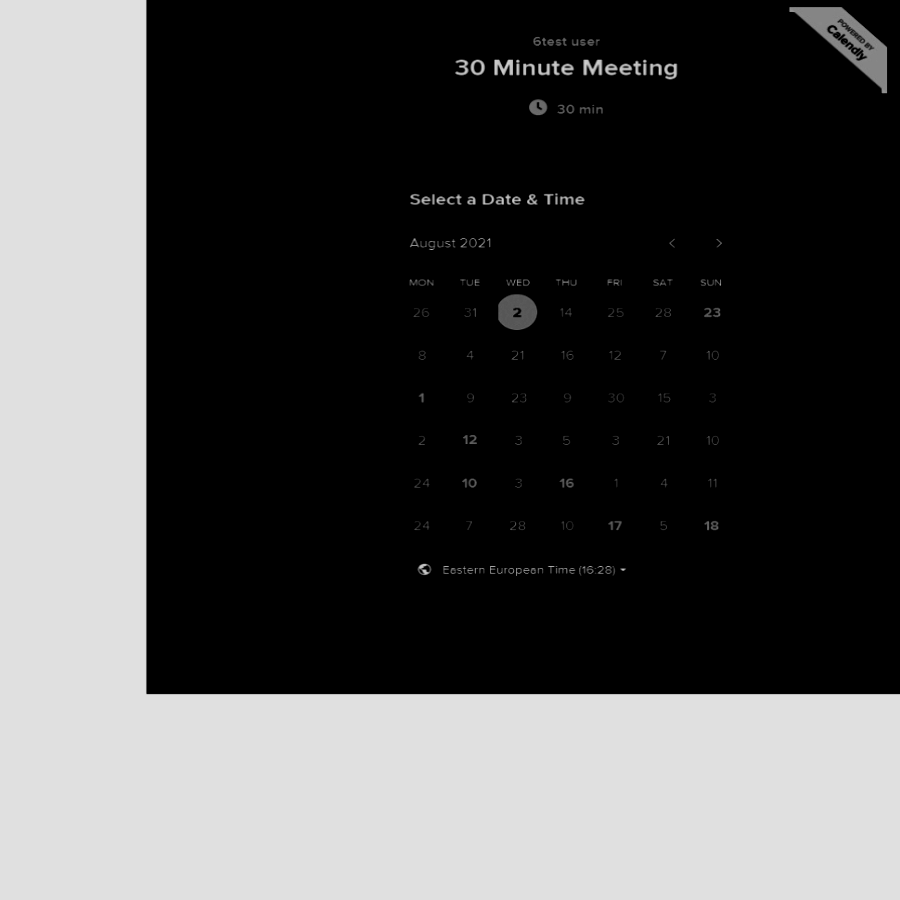 6test user
30 Minute Meeting
30 min
POWERED BY
Calendly
Select a Date & Time
August 2021
MON TUE WED THU FRI SAT SUN
26 31 2 14 25 28 23
8 4 21 16 12 7 10
1 9 23 9 30 15 3
2 12 3 5 3 21 10
24 10 3 16 1 4 11
24 7 28 10 17 5 18
Eastern European Time (16:28)